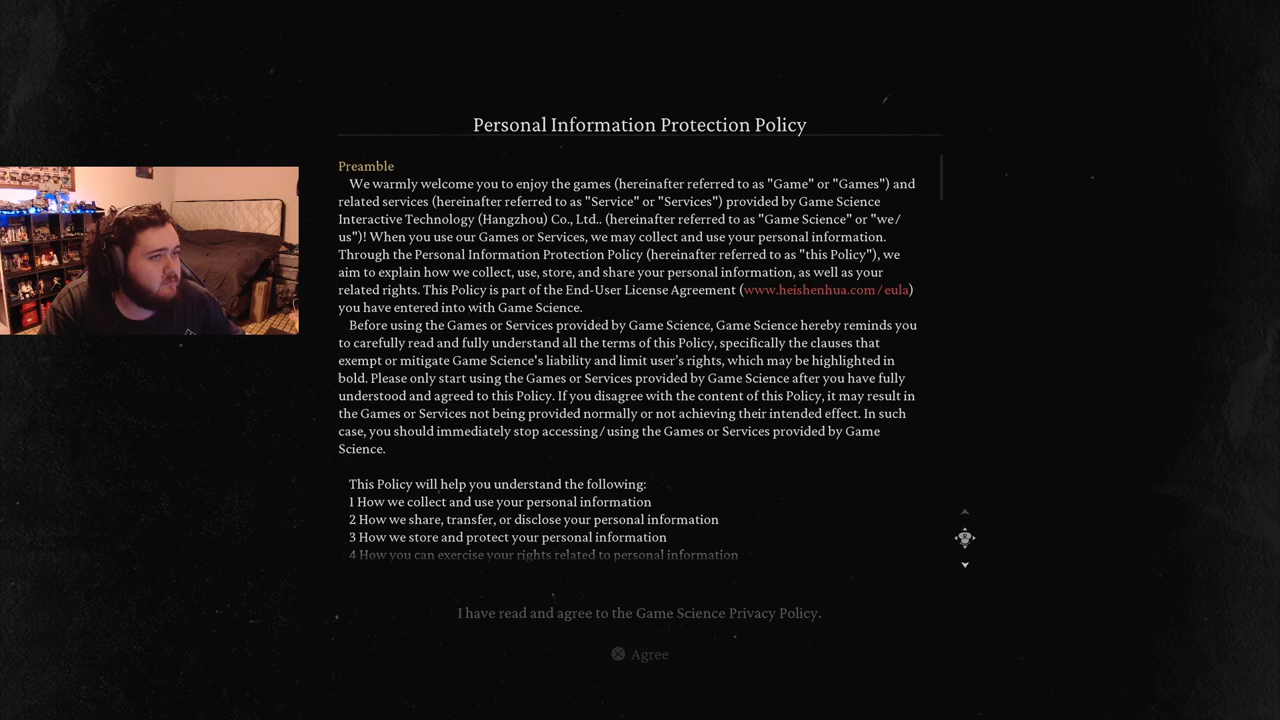 Personal Information Protection Policy
Preamble
We warmly welcome you to enjoy the games (hereinafter referred to as "Game" or "Games") and
related services (hereinafter referred to as "Service" or "Services") provided by Game Science
Interactive Technology (Hangzhou) Co., Ltd.. (hereinafter referred to as "Game Science" or "we/
us")! When you use our Games or Services, we may collect and use your personal information.
Through the Personal Information Protection Policy (hereinafter referred to as "this Policy"), we
aim to explain how we collect, use, store, and share your personal information, as well as your
related rights. This Policy is part of the End-User License Agreement (www.heishenhua.com/eula)
you have entered into with Game Science.
Before using the Games or Services provided by Game Science, Game Science hereby reminds you
to carefully read and fully understand all the terms of this Policy, specifically the clauses that
exempt or mitigate Game Science's liability and limit user's rights, which may be highlighted in
bold. Please only start using the Games or Services provided by Game Science after you have fully
understood and agreed to this Policy. If you disagree with the content of this Policy, it may result in
the Games or Services not being provided normally or not achieving their intended effect. In such
case, you should immediately stop accessing/using the Games or Services provided by Game
Science.
This Policy will help you understand the following:
1 How we collect and use your personal information
2 How we share, transfer, or disclose your personal information
3 How we store and protect your personal information
4 How you can exercise your rights related to personal information
R
I have read and agree to the Game Science Privacy Policy.
Agree